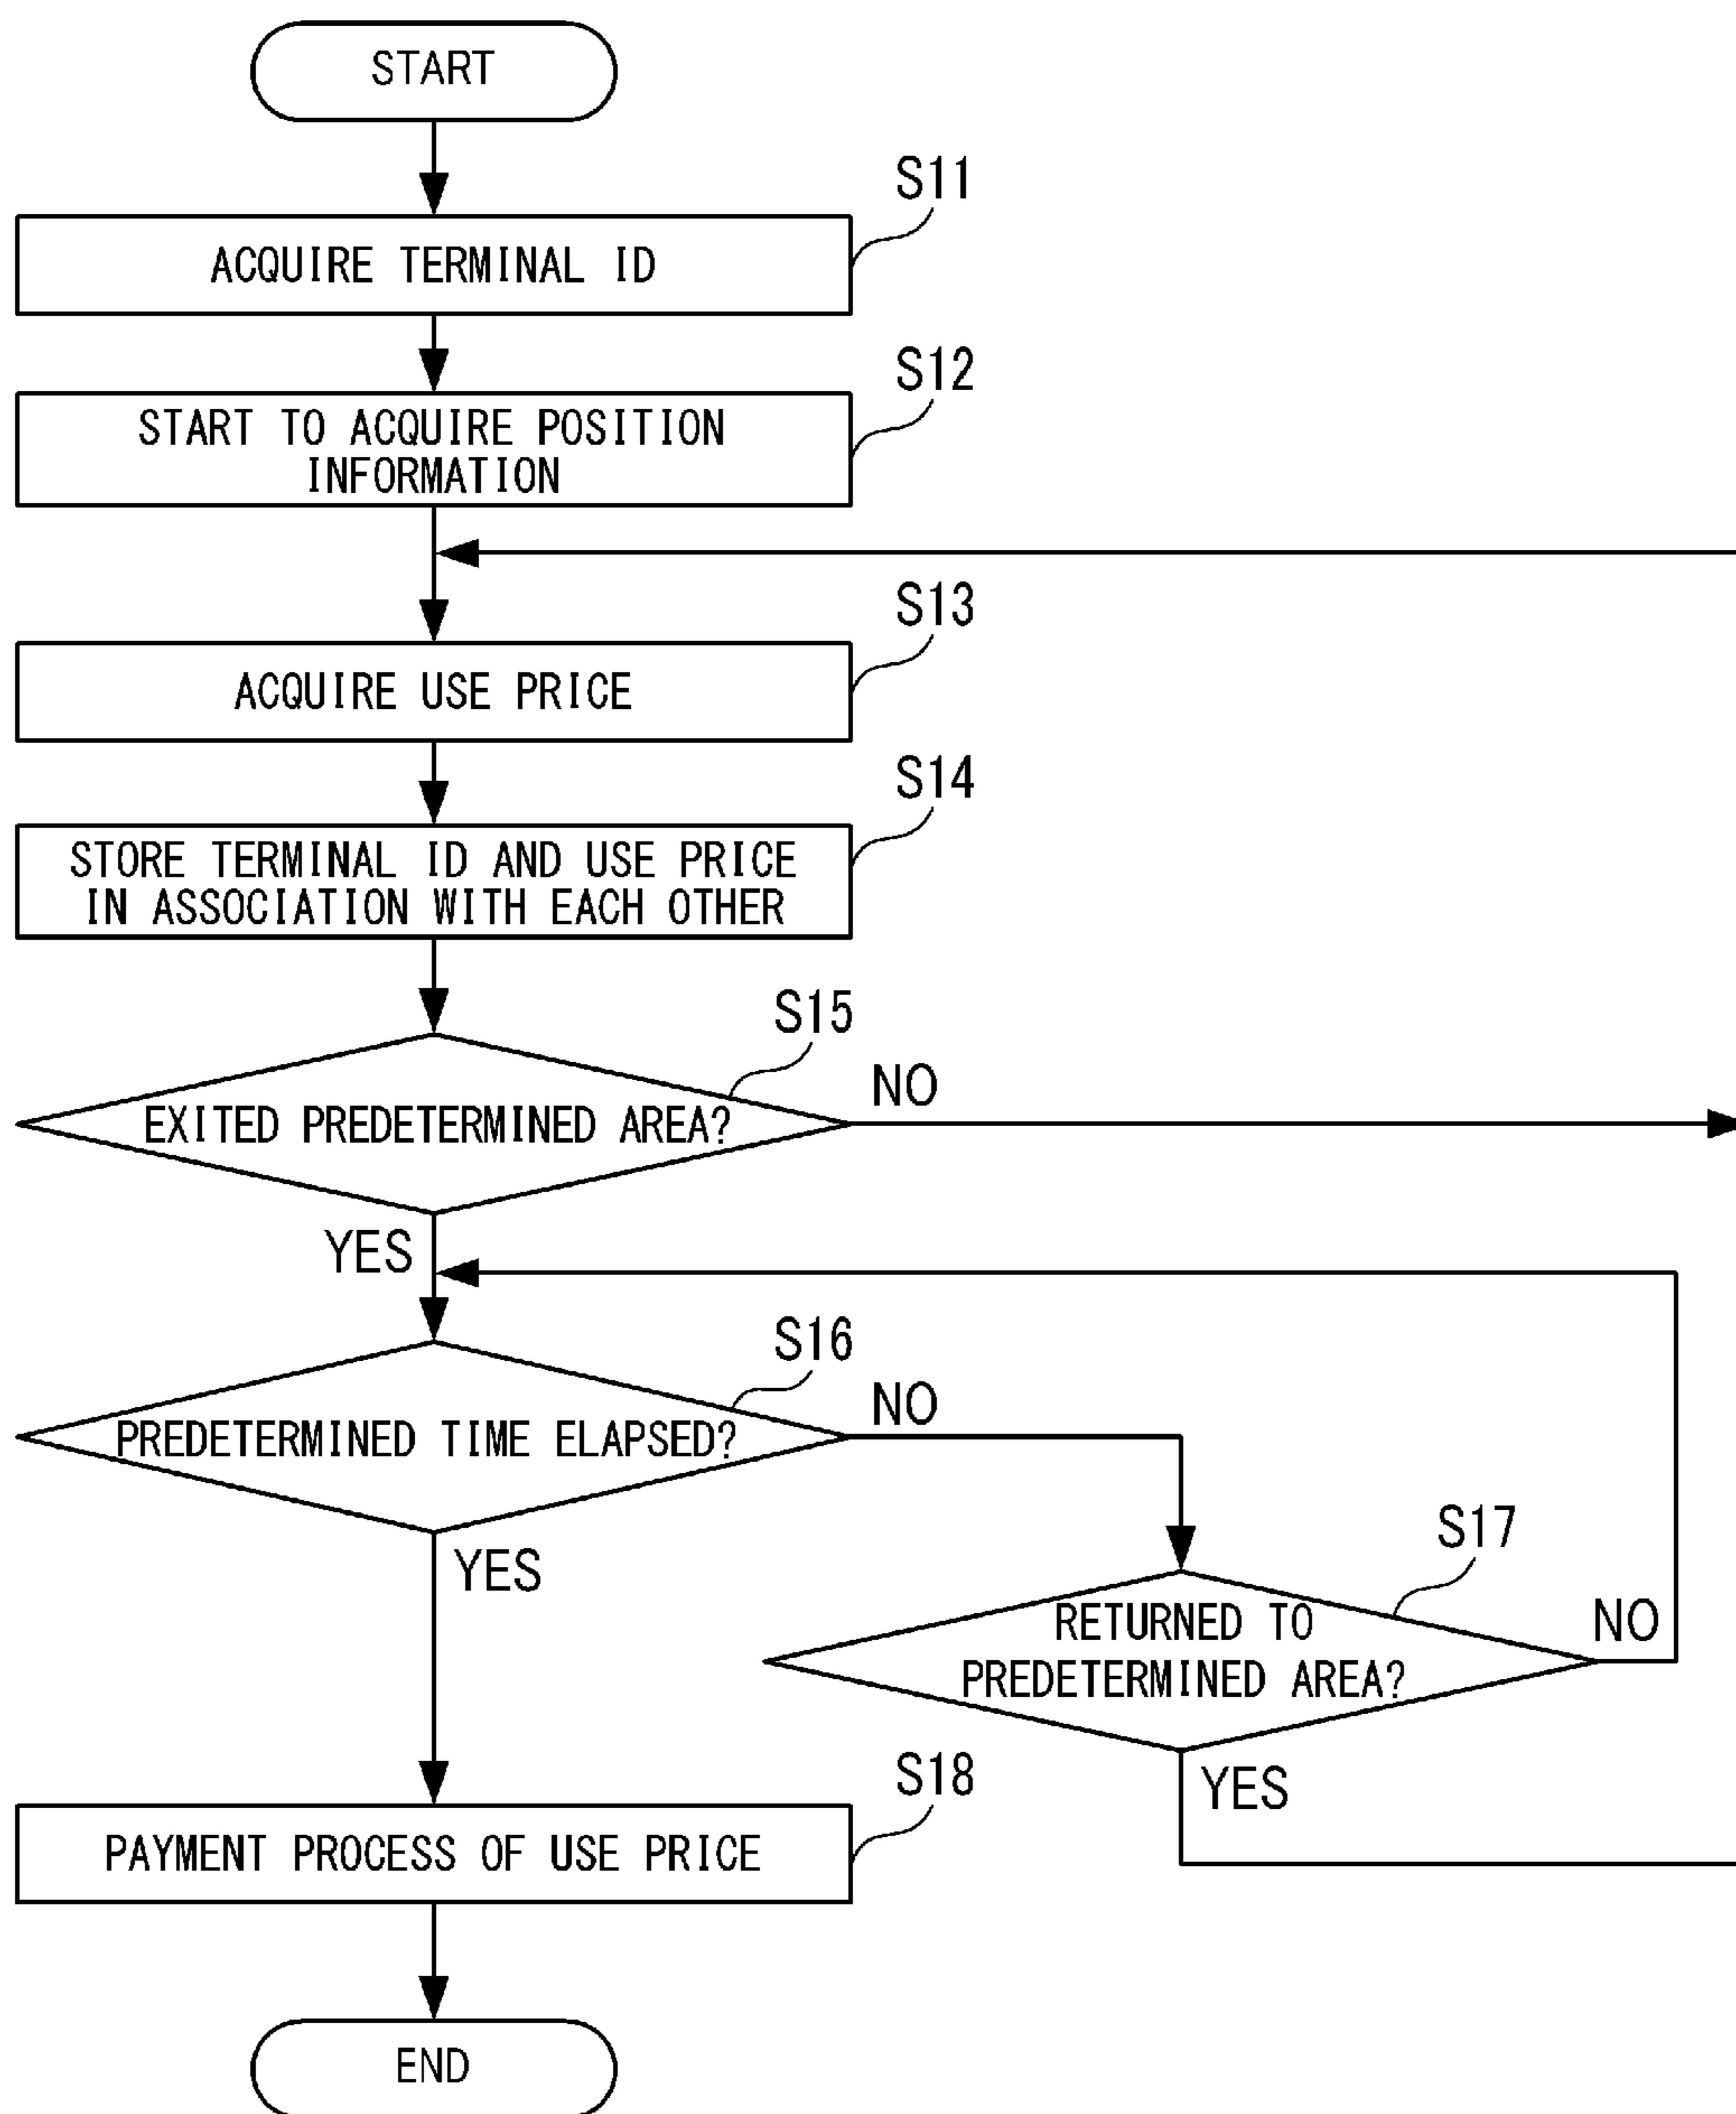 START
S11
ACQUIRE TERMINAL ID
S12
START TO ACQUIRE POSITION
INFORMATION
S13
ACQUIRE USE PRICE
S14
STORE TERMINAL ID AND USE PRICE
IN ASSOCIATION WITH EACH OTHER
S15
NO
EXITED PREDETERMINED AREA?
YES
S16
NO
PREDETERMINED TIME ELAPSED?
YES
S17
NO
RETURNED TO
PREDETERMINED AREA?
YES
S18
PAYMENT PROCESS OF USE PRICE
END